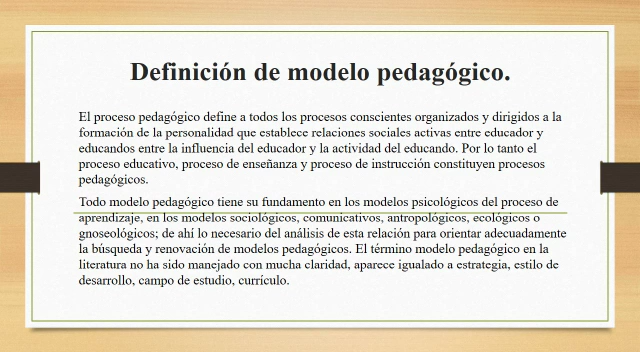 Definición de modelo pedagógico.
El proceso pedagógico define a todos los procesos conscientes organizados y dirigidos a la
formación de la personalidad que establece relaciones sociales activas entre educador y
educandos entre la influencia del educador y la actividad del educando. Por lo tanto el
proceso educativo, proceso de enseñanza y proceso de instrucción constituyen procesos
pedagógicos.
Todo modelo pedagógico tiene su fundamento en los modelos psicológicos del proceso de
aprendizaje, en los modelos sociológicos, comunicativos, antropológicos, ecológicos o
gnoseológicos; de ahí lo necesario del análisis de esta relación para orientar adecuadamente
la búsqueda y renovación de modelos pedagógicos. El término modelo pedagógico en la
literatura no ha sido manejado con mucha claridad, aparece igualado a estrategia, estilo de
desarrollo, campo de estudio, currículo.